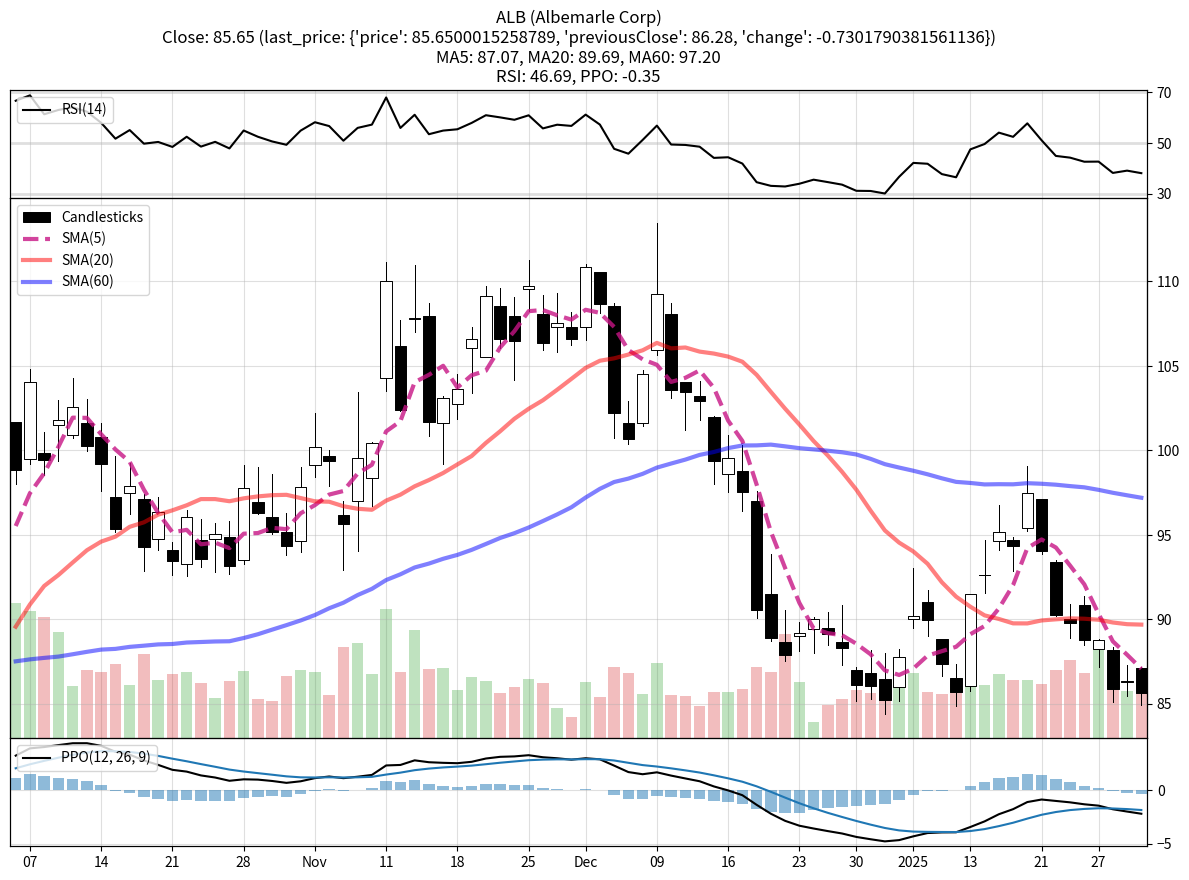 ALB (Albemarle Corp)
Close: 85.65 (last_price: {'price': 85.6500015258789, 'previousClose': 86.28, 'change': -0.7301790381561136})
MA5: 87.07, MA20: 89.69, MA60: 97.20
RSI: 46.69, PPO: -0.35
RSI(14)
70
50
30
Candlesticks
SMA(5)
SMA(20)
SMA(60)
110
105
100
95
90
85
PPO(12, 26, 9)
0
−5
07 14 21 28 Nov 11 18 25 Dec 09 16 23 30 2025 13 21 27